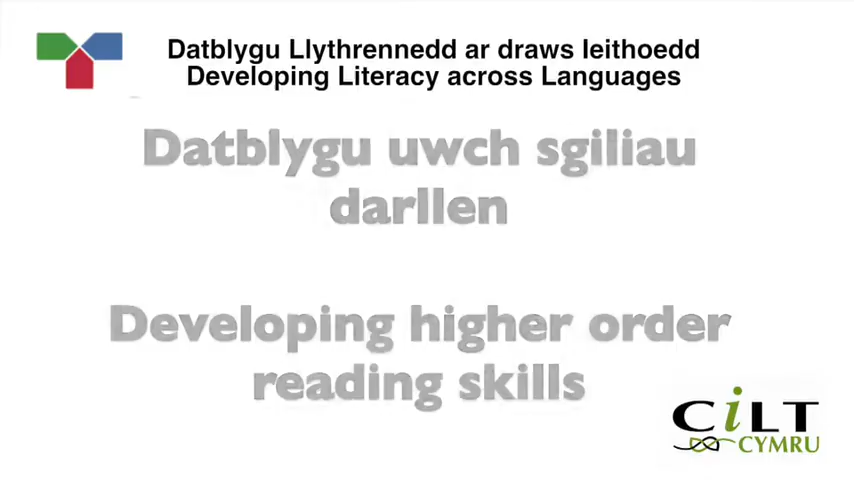 Datblygu Llythrennedd ar draws Ieithoedd
Developing Literacy across Languages
Datblygu uwch sgiliau
darllen
Developing higher order
reading skills
CiLT
CYMRU